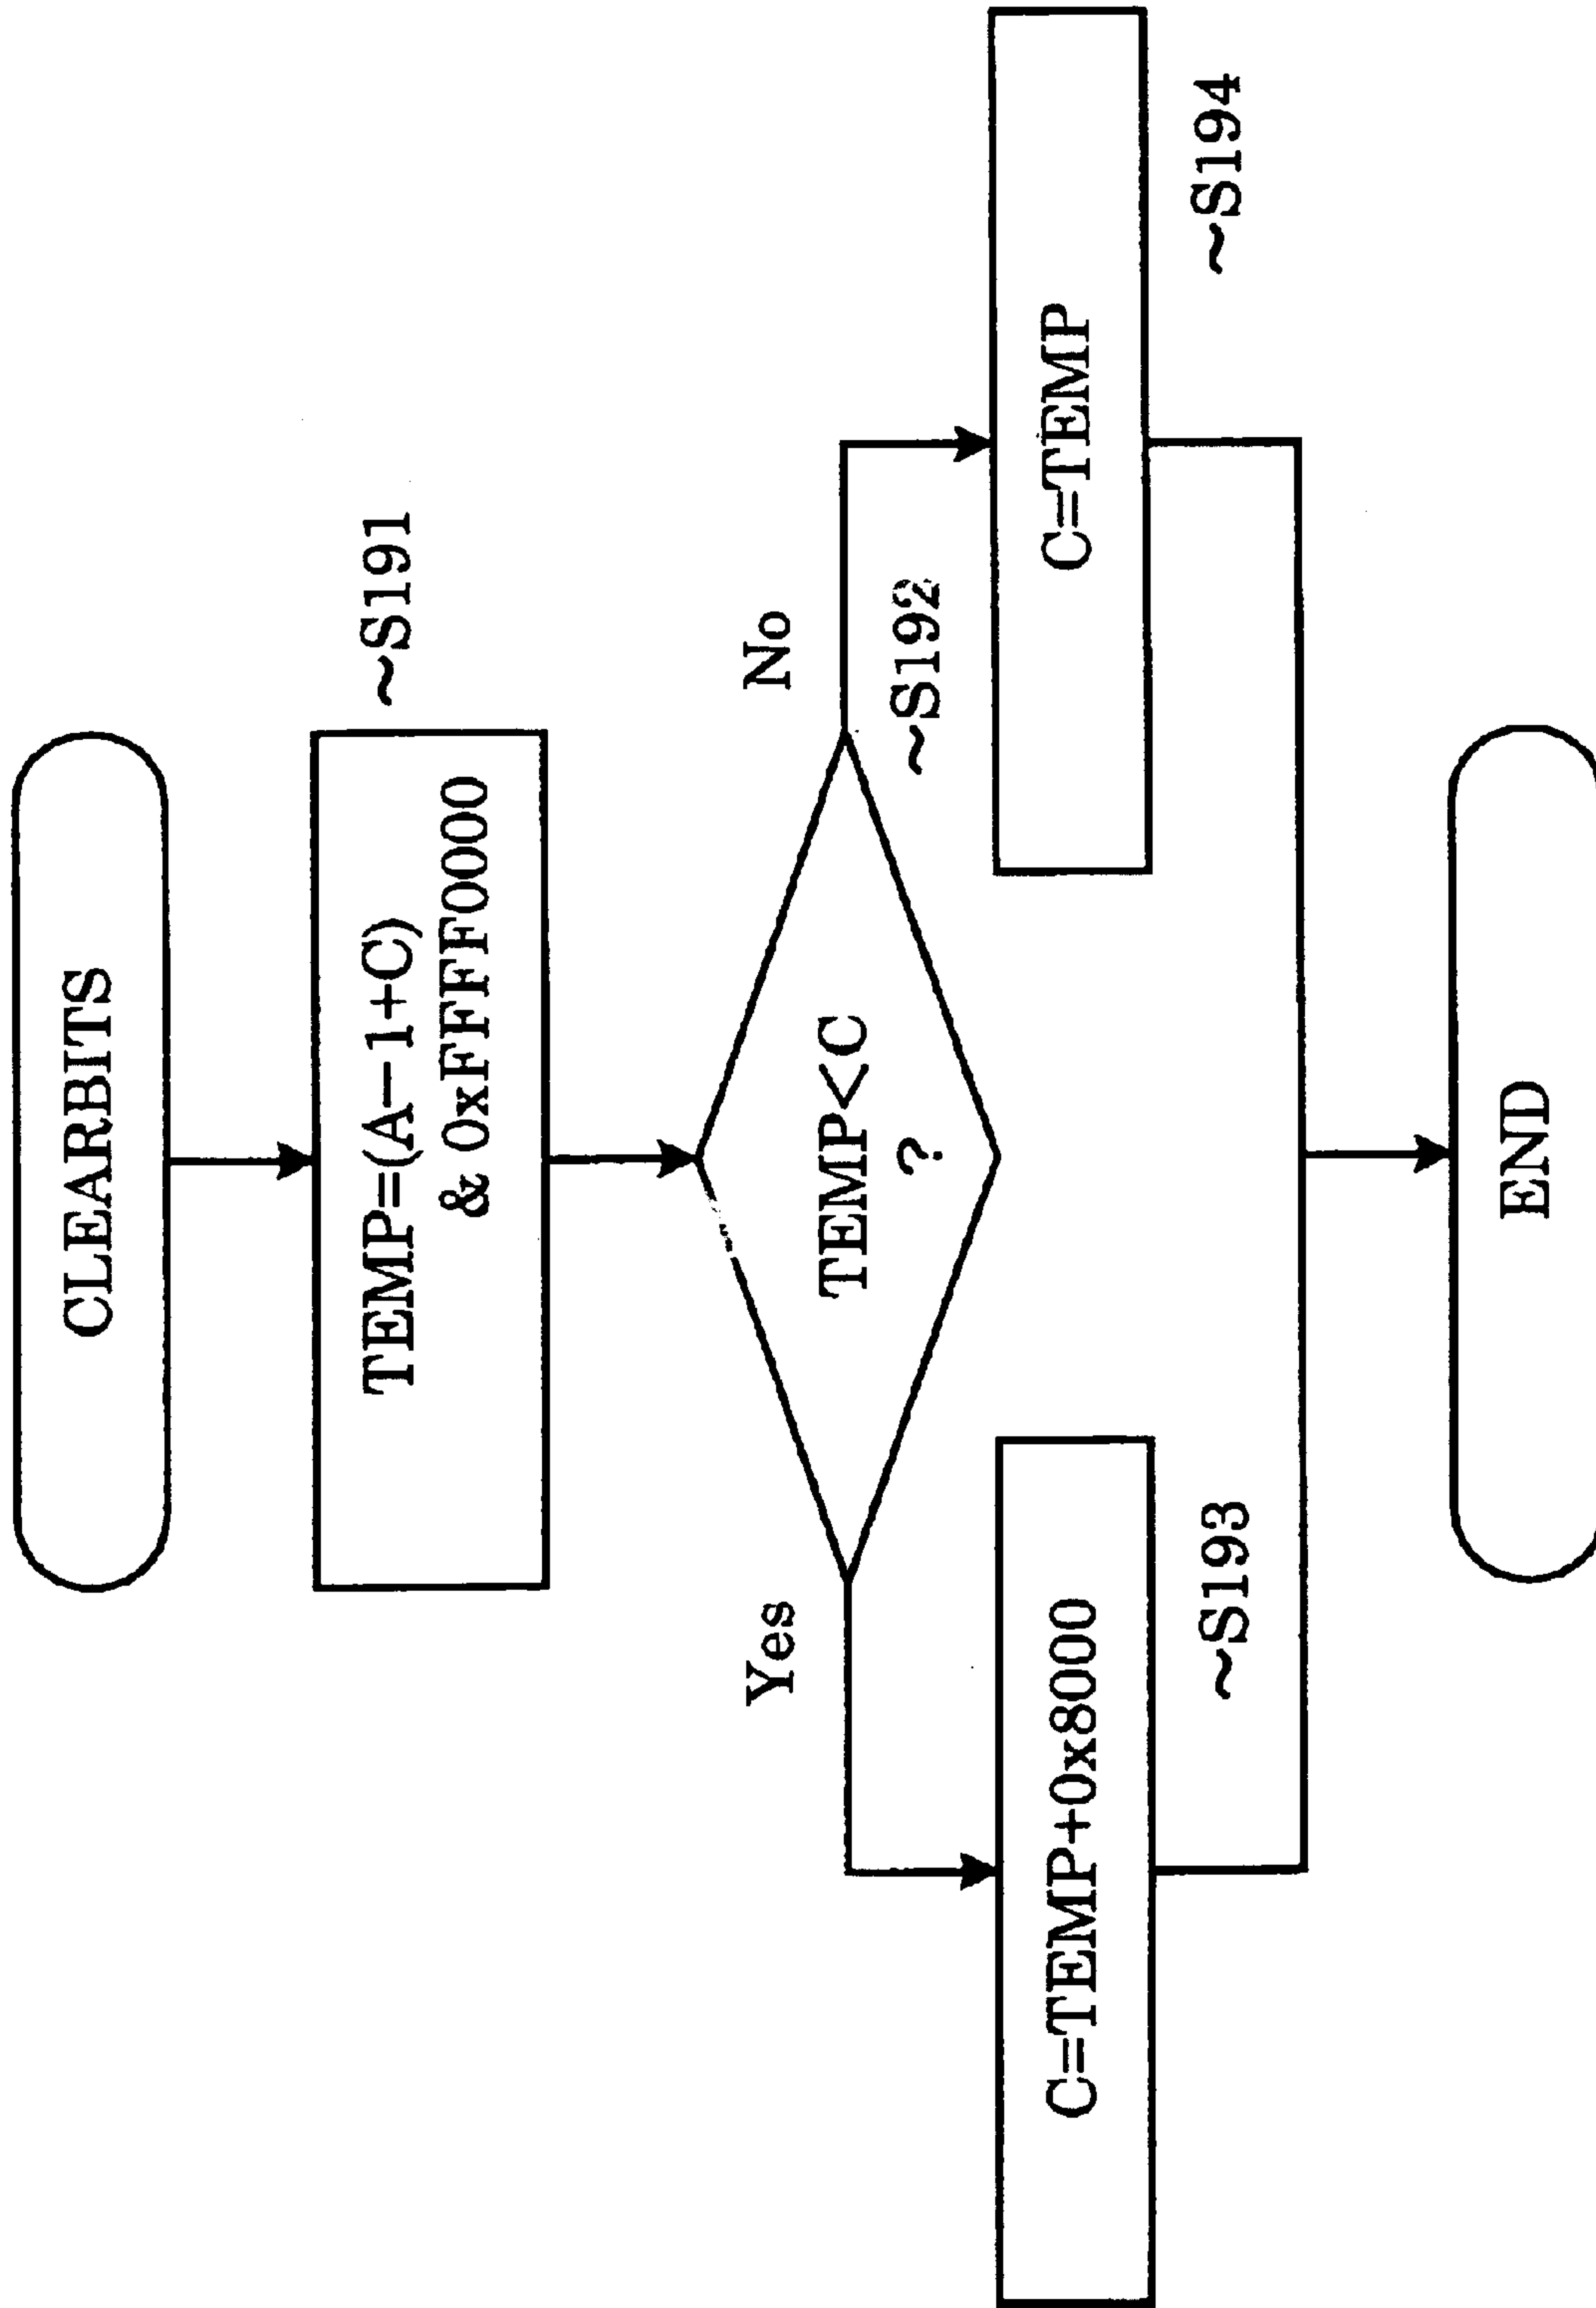 CLEARBITS
TEMP=(A-1+C)
& 0xFFFF0000
~S191
TEMP<C
?
~S192
Yes
No
C=TEMP+0x8000
~S193
C=TEMP
~S194
END